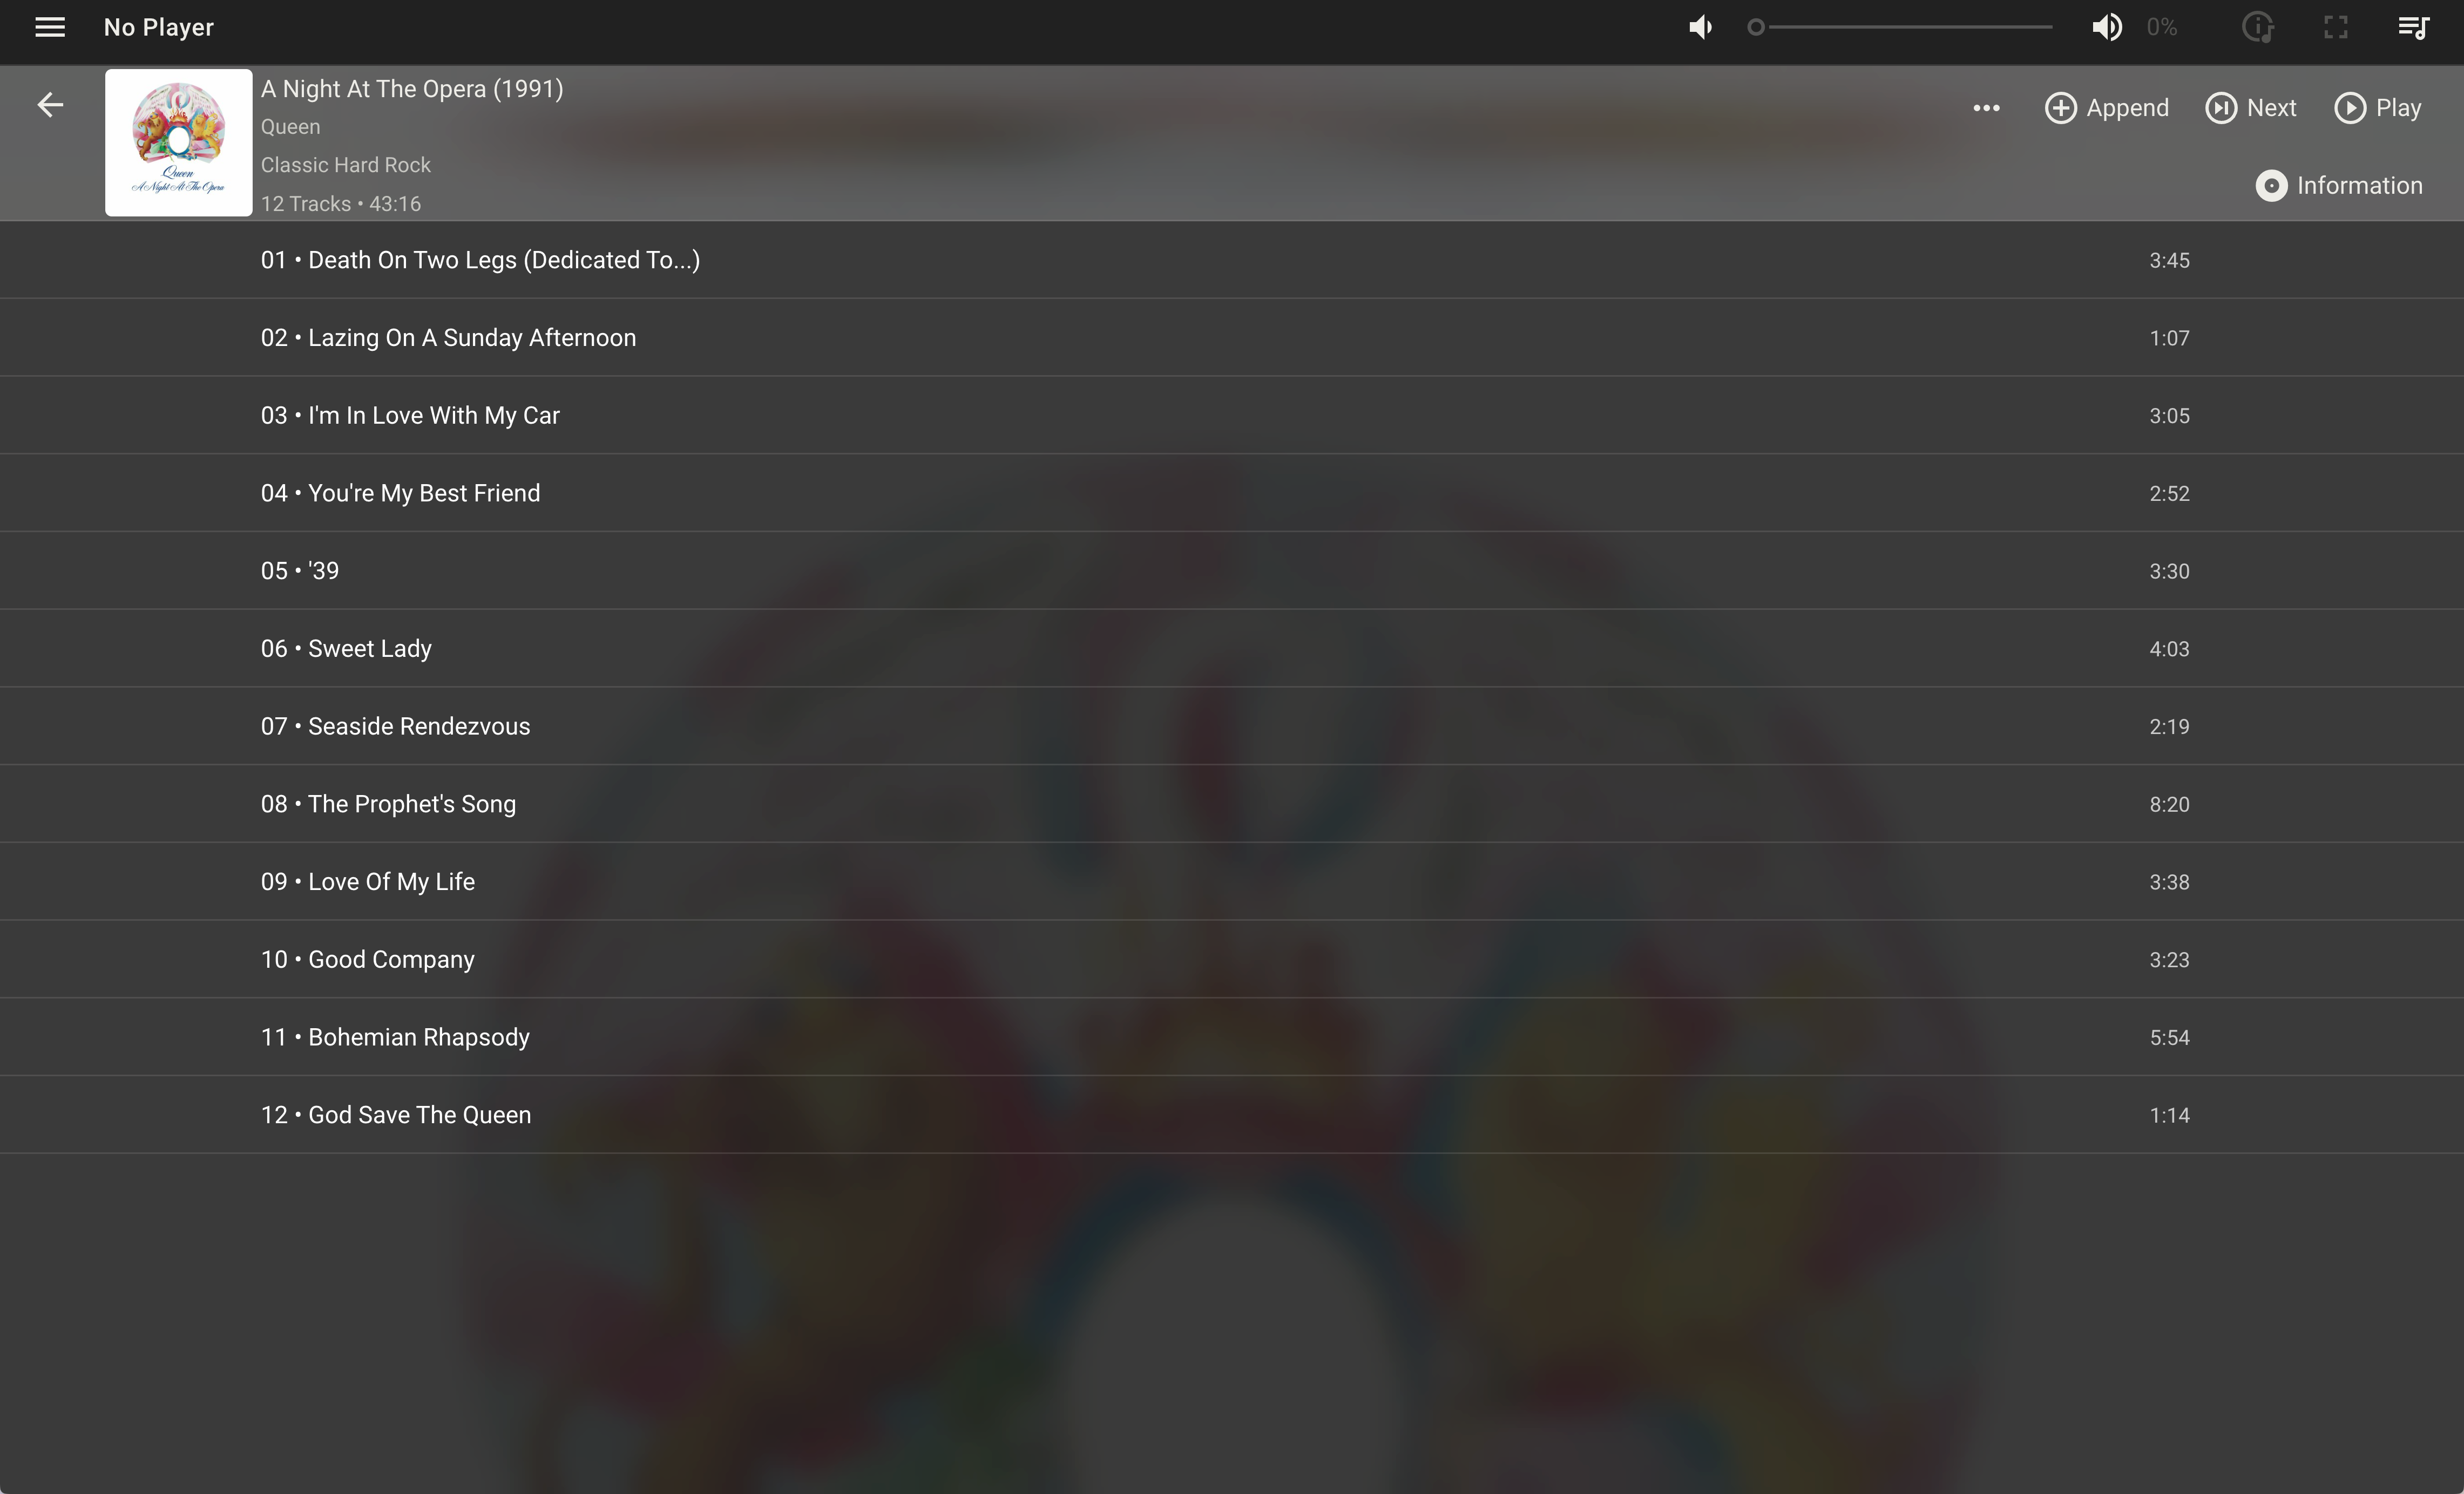 No Player
0%
A Night At The Opera (1991)
Queen
Classic Hard Rock
12 Tracks • 43:16
Queen
A Night At The Opera
Append
Next
Play
Information
01 • Death On Two Legs (Dedicated To...) 3:45
02 • Lazing On A Sunday Afternoon 1:07
03 • I'm In Love With My Car 3:05
04 • You're My Best Friend 2:52
05 • '39 3:30
06 • Sweet Lady 4:03
07 • Seaside Rendezvous 2:19
08 • The Prophet's Song 8:20
09 • Love Of My Life 3:38
10 • Good Company 3:23
11 • Bohemian Rhapsody 5:54
12 • God Save The Queen 1:14